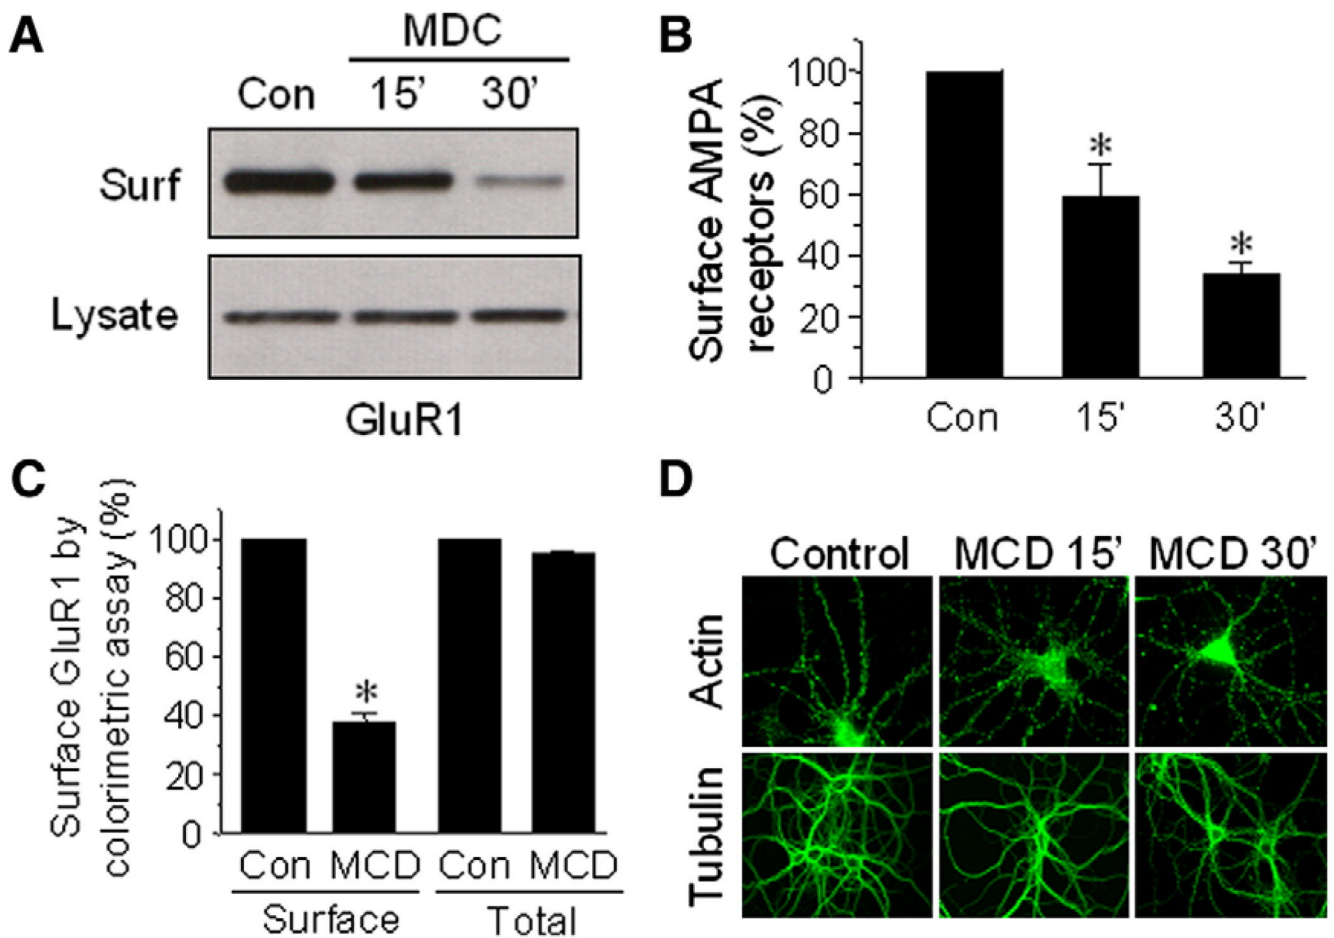 A
MDC
Con 15’ 30’
Surf
Lysate
GluR1
B
Surface AMPA
receptors (%)
100
80
60
40
20
0
*
*
Con 15' 30'
C
Surface GluR1 by
colorimetric assay (%)
100
80
60
40
20
0
*
Con MCD Con MCD
Surface Total
D
Control MCD 15’ MCD 30’
Actin
Tubulin